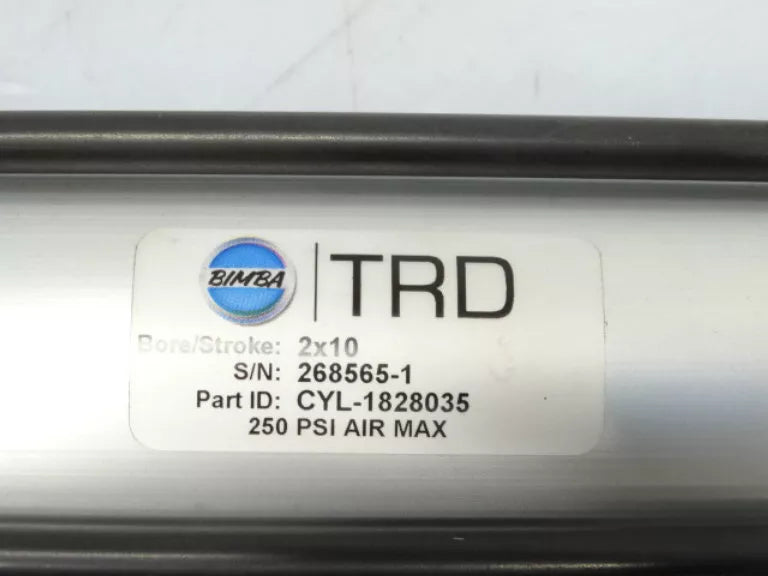 BIMBA | TRD
Bore/Stroke: 2x10
S/N: 268565-1
Part ID: CYL-1828035
250 PSI AIR MAX